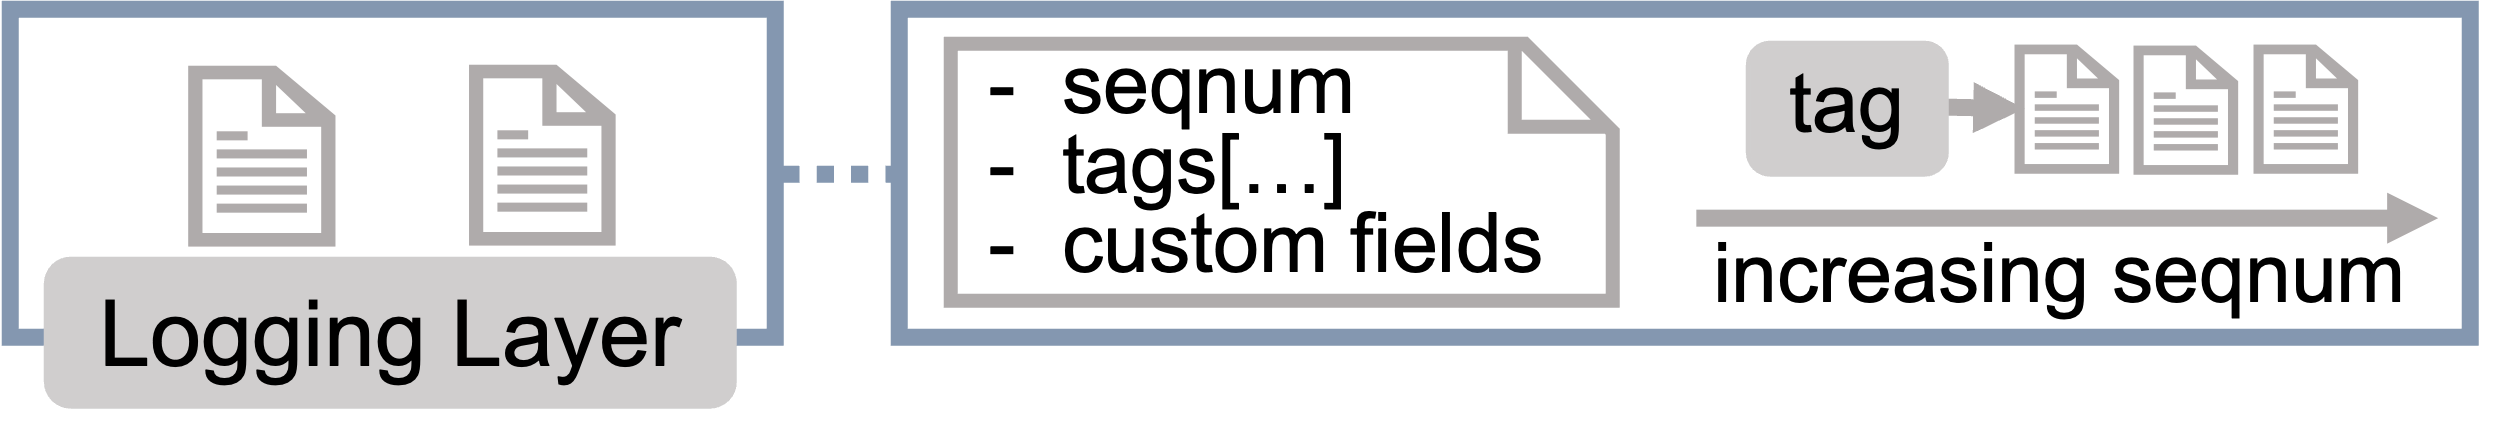 Logging Layer
- seqnum
- tags[...]
- custom fields
tag
increasing seqnum